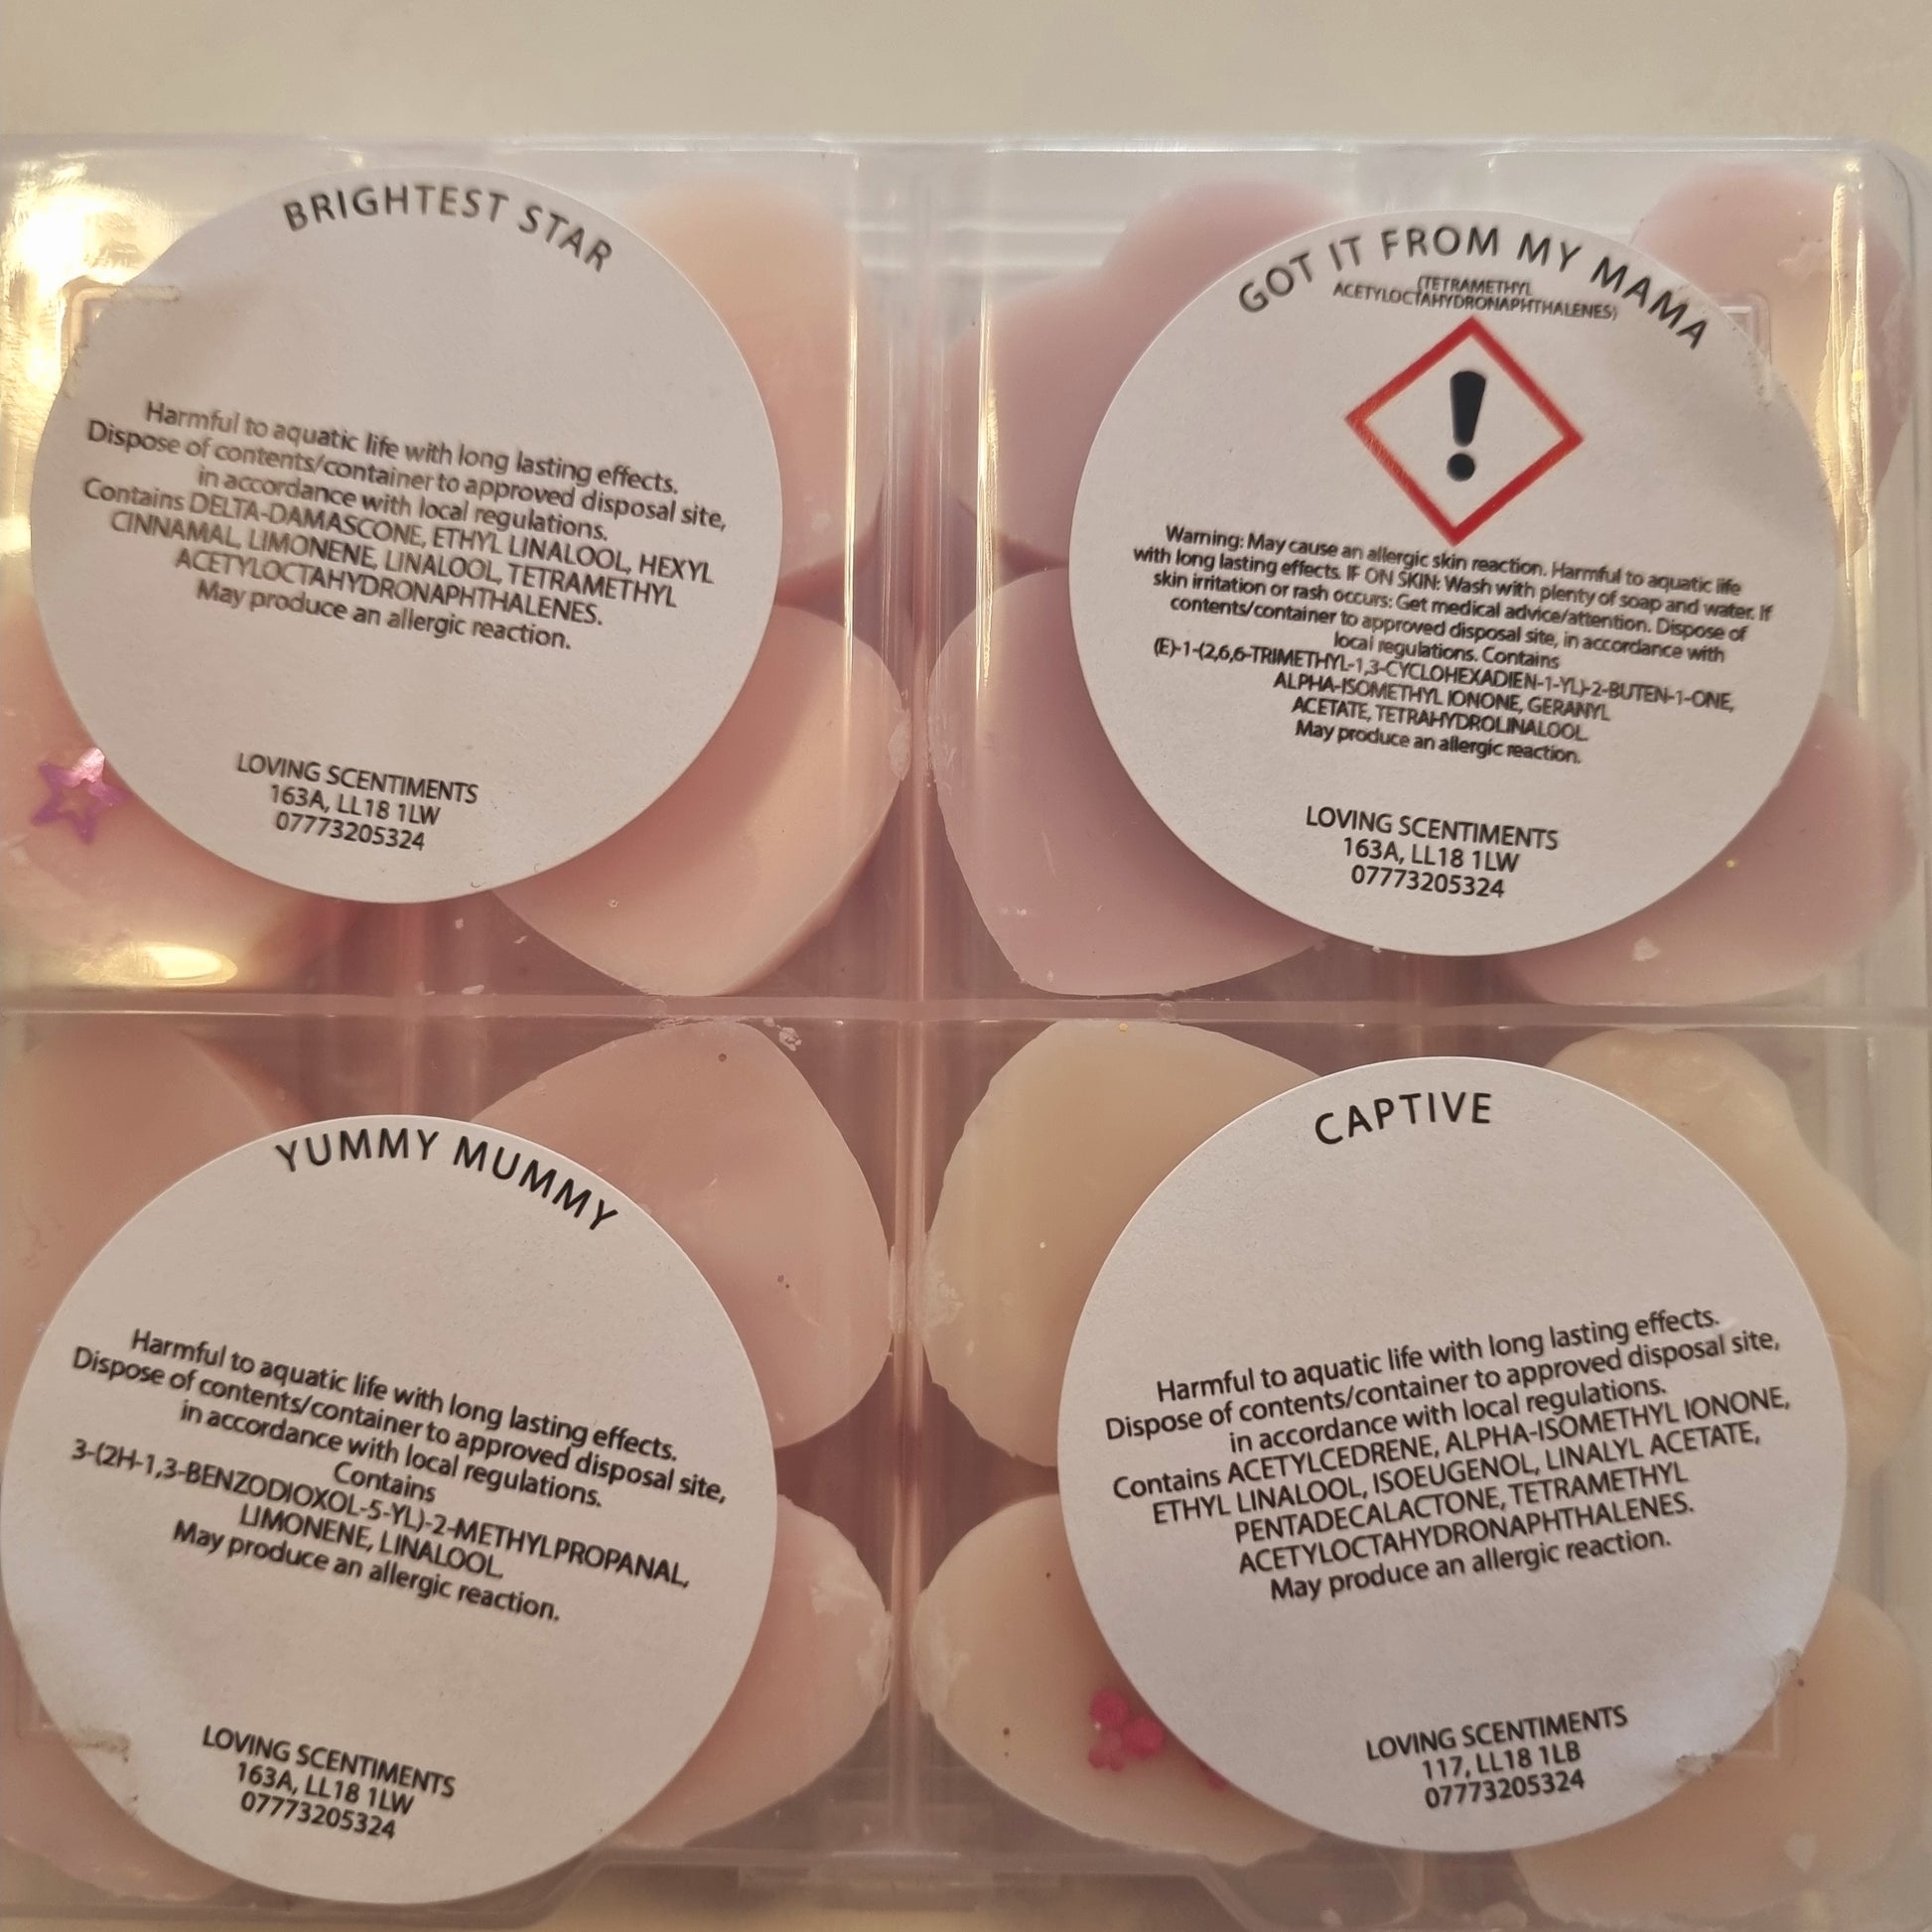 BRIGHTEST STAR
Harmful to aquatic life with long lasting effects.
Dispose of contents/container to approved disposal site,
in accordance with local regulations.
Contains DELTA-DAMASCONE, ETHYL LINALOOL, HEXYL
CINNAMAL, LIMONENE, LINALOOL, TETRAMETHYL
ACETYLOCTAHYDRONAPHTHALENES.
May produce an allergic reaction.
LOVING SCENTIMENTS
163A, LL18 1LW
07773205324
GOT IT FROM MY MAMA
(TETRAMETHYL
ACETYLOCTAHYDRONAPHTHALENES)
Warning: May cause an allergic skin reaction. Harmful to aquatic life
with long lasting effects. IF ON SKIN: Wash with plenty of soap and water. If
skin irritation or rash occurs: Get medical advice/attention. Dispose of
contents/container to approved disposal site, in accordance with
local regulations. Contains
(E)-1-(2,6,6-TRIMETHYL-1,3-CYCLOHEXADIEN-1-YL)-2-BUTEN-1-ONE,
ALPHA-ISOMETHYL IONONE, GERANYL
ACETATE, TETRAHYDROLINALOOL.
May produce an allergic reaction.
LOVING SCENTIMENTS
163A, LL18 1LW
07773205324
YUMMY MUMMY
Harmful to aquatic life with long lasting effects.
Dispose of contents/container to approved disposal site,
in accordance with local regulations.
Contains
3-(2H-1,3-BENZODIOXOL-5-YL)-2-METHYLPROPANAL,
LIMONENE, LINALOOL.
May produce an allergic reaction.
LOVING SCENTIMENTS
163A, LL18 1LW
07773205324
CAPTIVE
Harmful to aquatic life with long lasting effects.
Dispose of contents/container to approved disposal site,
in accordance with local regulations.
Contains ACETYLCEDRENE, ALPHA-ISOMETHYL IONONE,
ETHYL LINALOOL, ISOEUGENOL, LINALYL ACETATE,
PENTADECALACTONE, TETRAMETHYL
ACETYLOCTAHYDRONAPHTHALENES.
May produce an allergic reaction.
LOVING SCENTIMENTS
117, LL18 1LB
07773205324